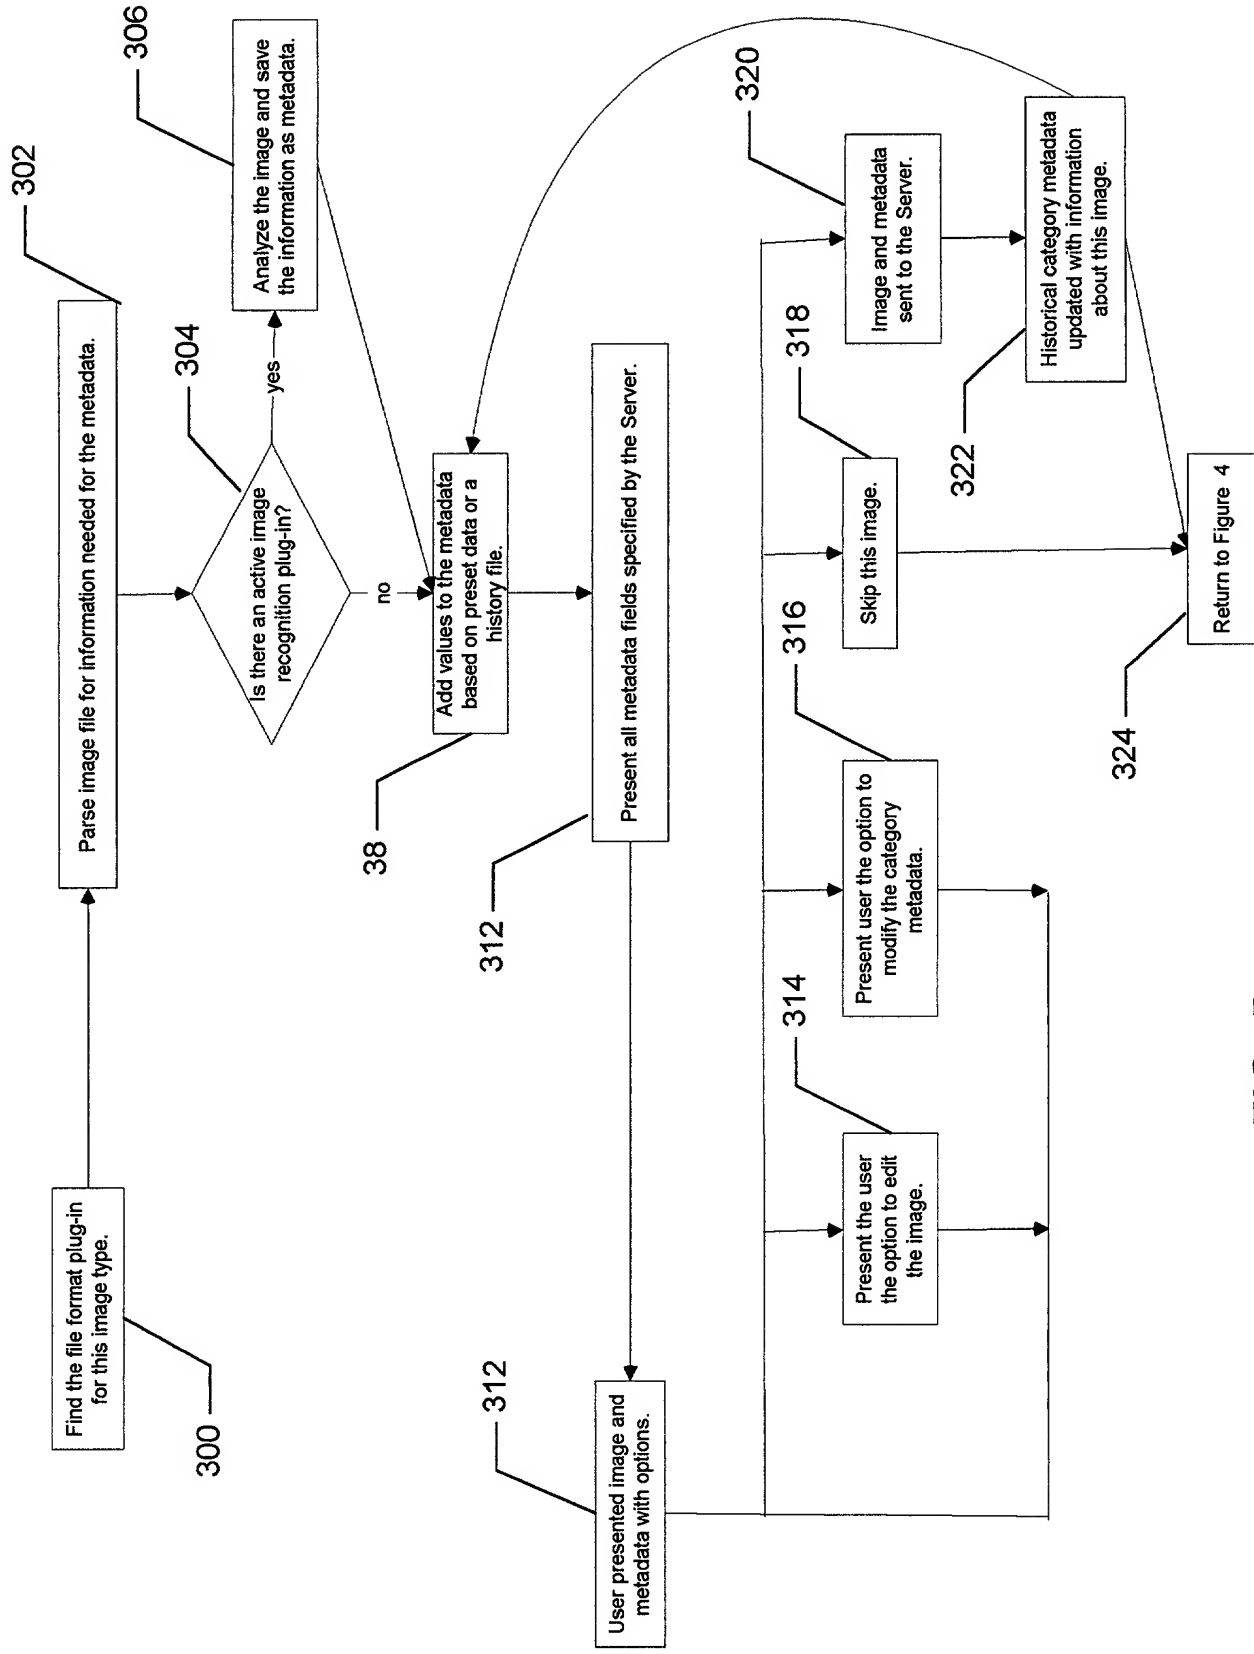 300
Find the file format plug-in
for this image type.
302
Parse image file for information needed for the metadata.
304
Is there an active image
recognition plug-in?
yes
no
306
Analyze the image and save
the information as metadata.
38
Add values to the metadata
based on preset data or a
history file.
312
Present all metadata fields specified by the Server.
312
User presented image and
metadata with options.
314
Present the user
the option to edit
the image.
316
Present user the option to
modify the category
metadata.
318
Skip this image.
320
Image and metadata
sent to the Server.
322
Historical category metadata
updated with information
about this image.
324
Return to Figure 4